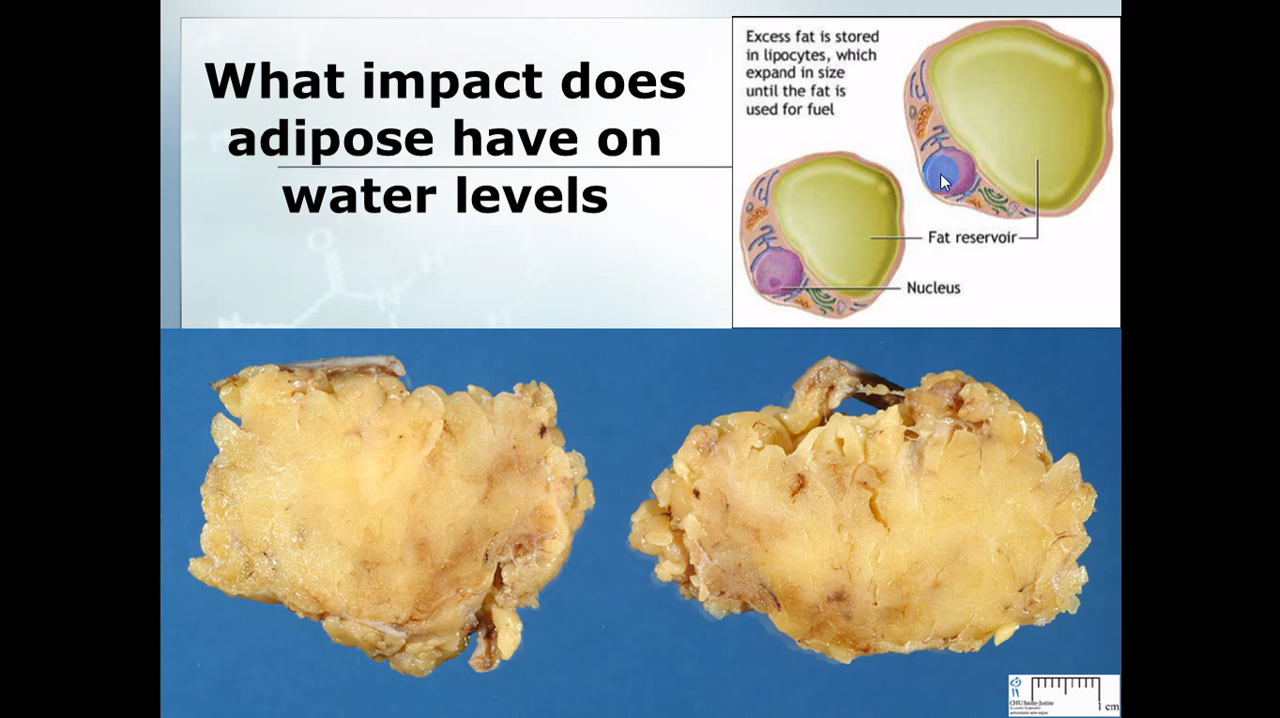 What impact does
adipose have on
water levels
Excess fat is stored
in lipocytes, which
expand in size
until the fat is
used for fuel
Fat reservoir
Nucleus
CHU Sainte-Justine
1 cm